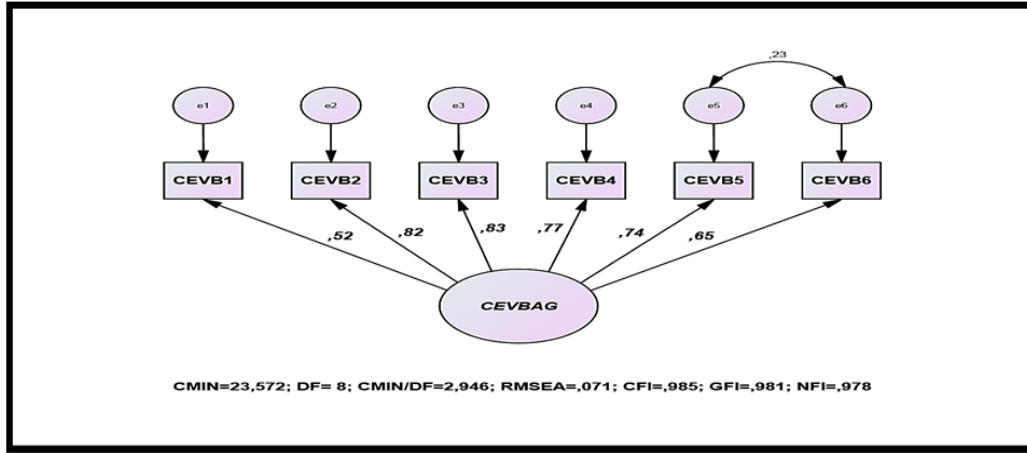 ,23
e1 e2 e3 e4 e5 e6
CEVB1 CEVB2 CEVB3 CEVB4 CEVB5 CEVB6
,52 ,82 ,83 ,77 ,74 ,65
CEVBAG
CMIN=23,572; DF= 8; CMIN/DF=2,946; RMSEA=,071; CFI=,985; GFI=,981; NFI=,978